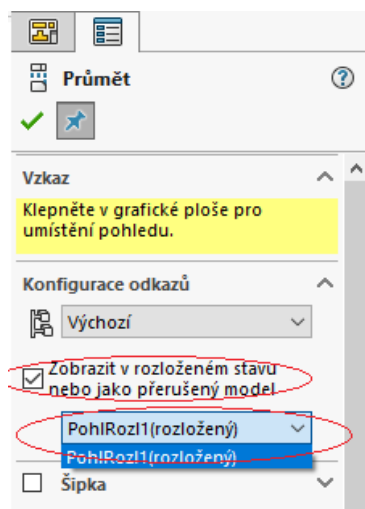 Průmět
Vzkaz
Klepněte v grafické ploše pro
umístění pohledu.
Konfigurace odkazů
Výchozí
Zobrazit v rozloženém stavu
nebo jako přerušený model
PohlRozl1(rozložený)
PohlRozl1(rozložený)
Šipka